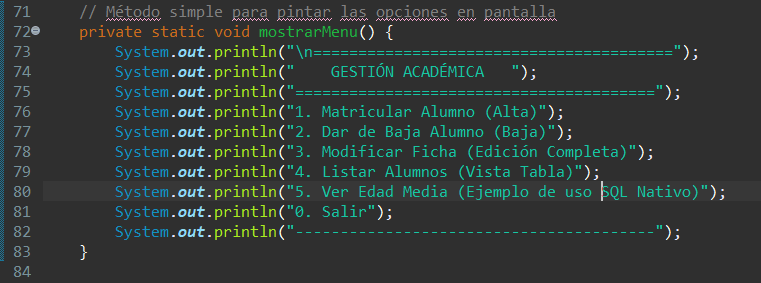 71 // Método simple para pintar las opciones en pantalla
72 private static void mostrarMenu() {
73 System.out.println("\n========================================");
74 System.out.println("    GESTIÓN ACADÉMICA   ");
75 System.out.println("========================================");
76 System.out.println("1. Matricular Alumno (Alta)");
77 System.out.println("2. Dar de Baja Alumno (Baja)");
78 System.out.println("3. Modificar Ficha (Edición Completa)");
79 System.out.println("4. Listar Alumnos (Vista Tabla)");
80 System.out.println("5. Ver Edad Media (Ejemplo de uso SQL Nativo)");
81 System.out.println("0. Salir");
82 System.out.println("----------------------------------------");
83 }
84